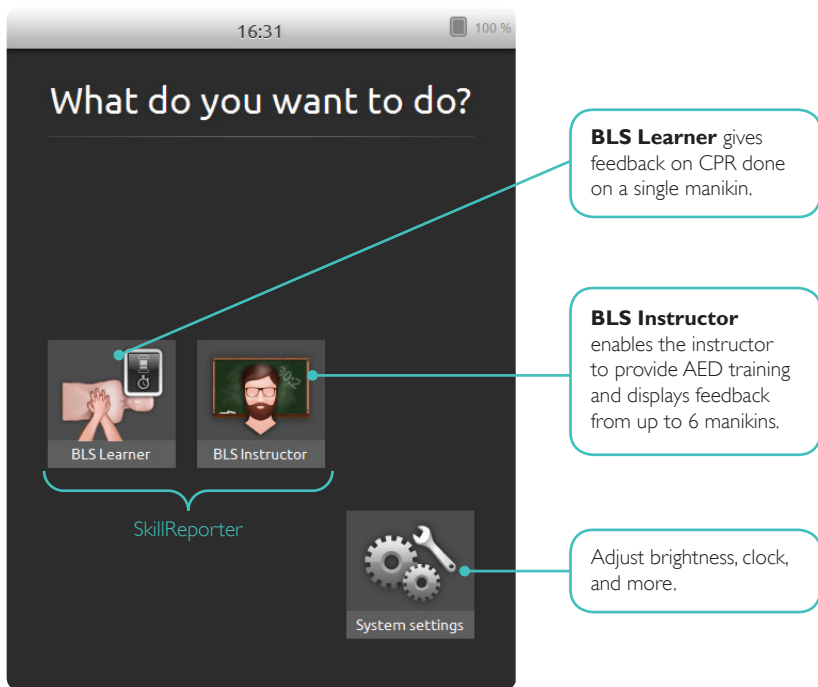 16:31
100 %
What do you want to do?
BLS Learner gives
feedback on CPR done
on a single manikin.
BLS Instructor
enables the instructor
to provide AED training
and displays feedback
from up to 6 manikins.
30:2
BLS Learner
BLS Instructor
SkillReporter
Adjust brightness, clock,
and more.
System settings